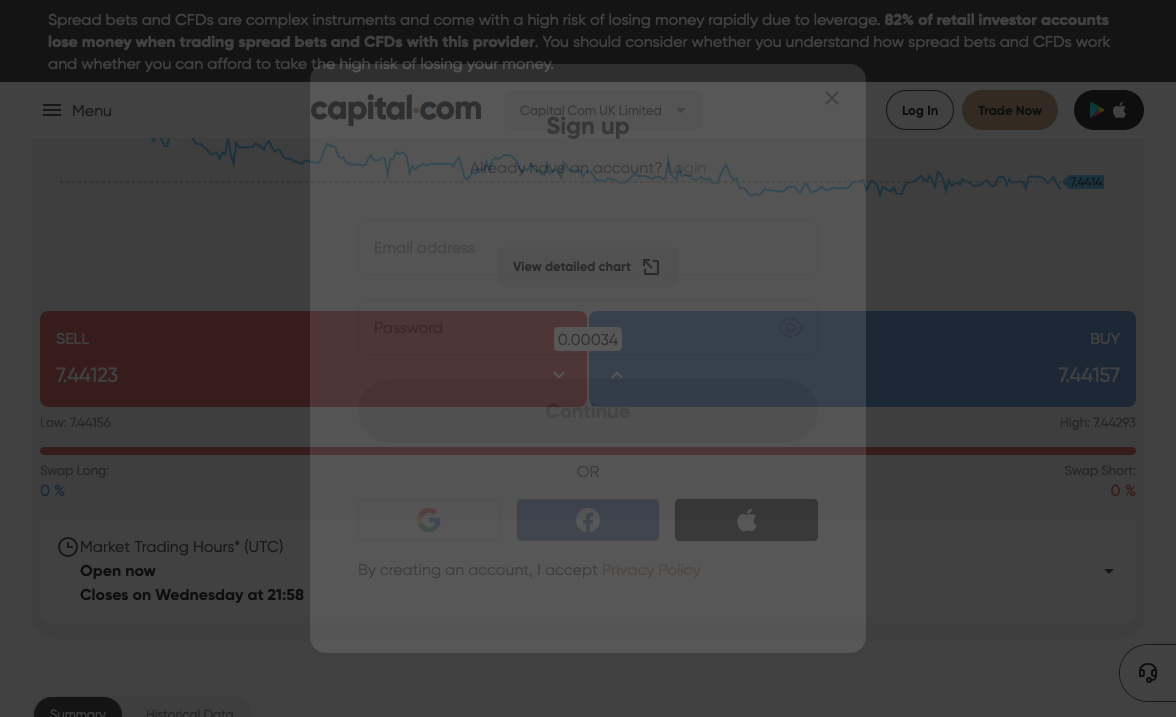 Spread bets and CFDs are complex instruments and come with a high risk of losing money rapidly due to leverage. 82% of retail investor accounts
lose money when trading spread bets and CFDs with this provider. You should consider whether you understand how spread bets and CFDs work
and whether you can afford to take the high risk of losing your money.
Menu
capital.com
Capital Com UK Limited
Log In
Trade Now
Sign up
Already have an account? Login
7.4414
Email address
View detailed chart
Password
SELL
0.00034
BUY
7.44123
7.44157
Continue
Low: 7.44156
High: 7.44293
Swap Long:
Swap Short:
0 %
0 %
OR
Market Trading Hours* (UTC)
Open now
Closes on Wednesday at 21:58
By creating an account, I accept Privacy Policy
Summary
Historical Data